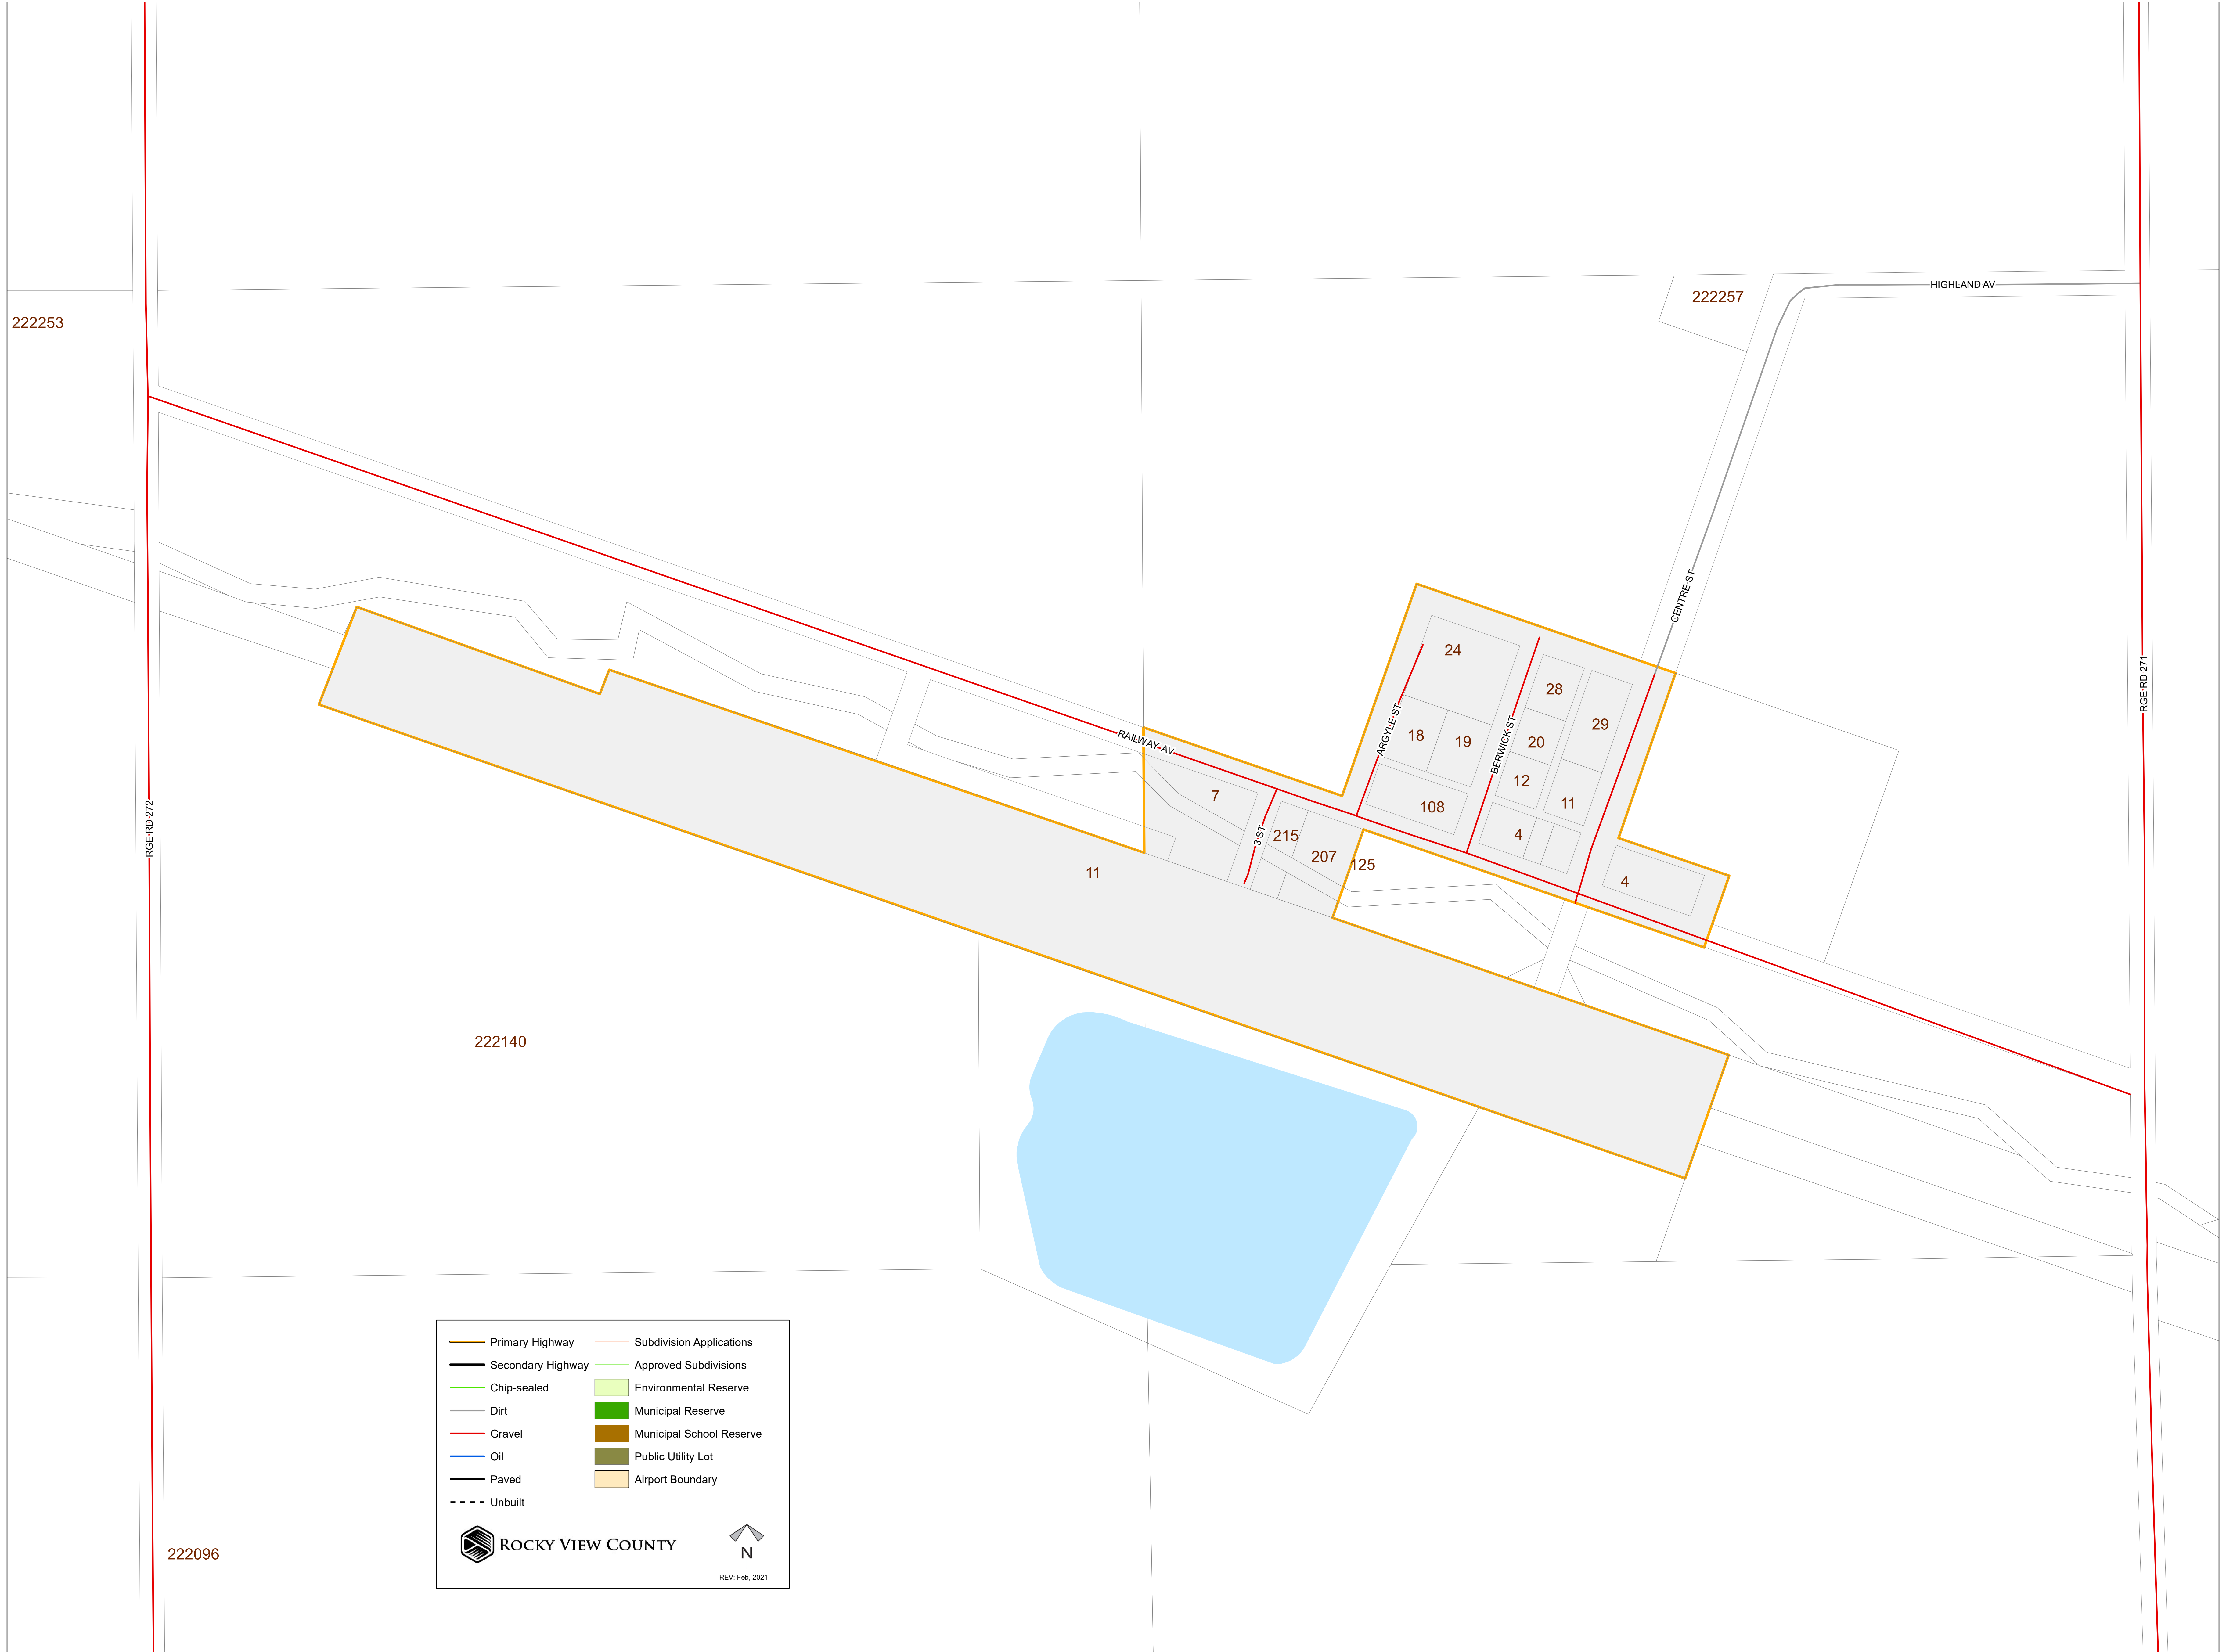 222257
HIGHLAND AV
222253
CENTRE ST
24
28
29
RGE RD 271
ARGYLE ST
18
19
BERWICK ST
20
RAILWAY AV
12
7
11
108
RGE RD 272
3 ST
215
4
207
125
11
4
222140
Primary Highway
Secondary Highway
Chip-sealed
Dirt
Gravel
Oil
Paved
Unbuilt
Subdivision Applications
Approved Subdivisions
Environmental Reserve
Municipal Reserve
Municipal School Reserve
Public Utility Lot
Airport Boundary
ROCKY VIEW COUNTY
N
REV: Feb, 2021
222096